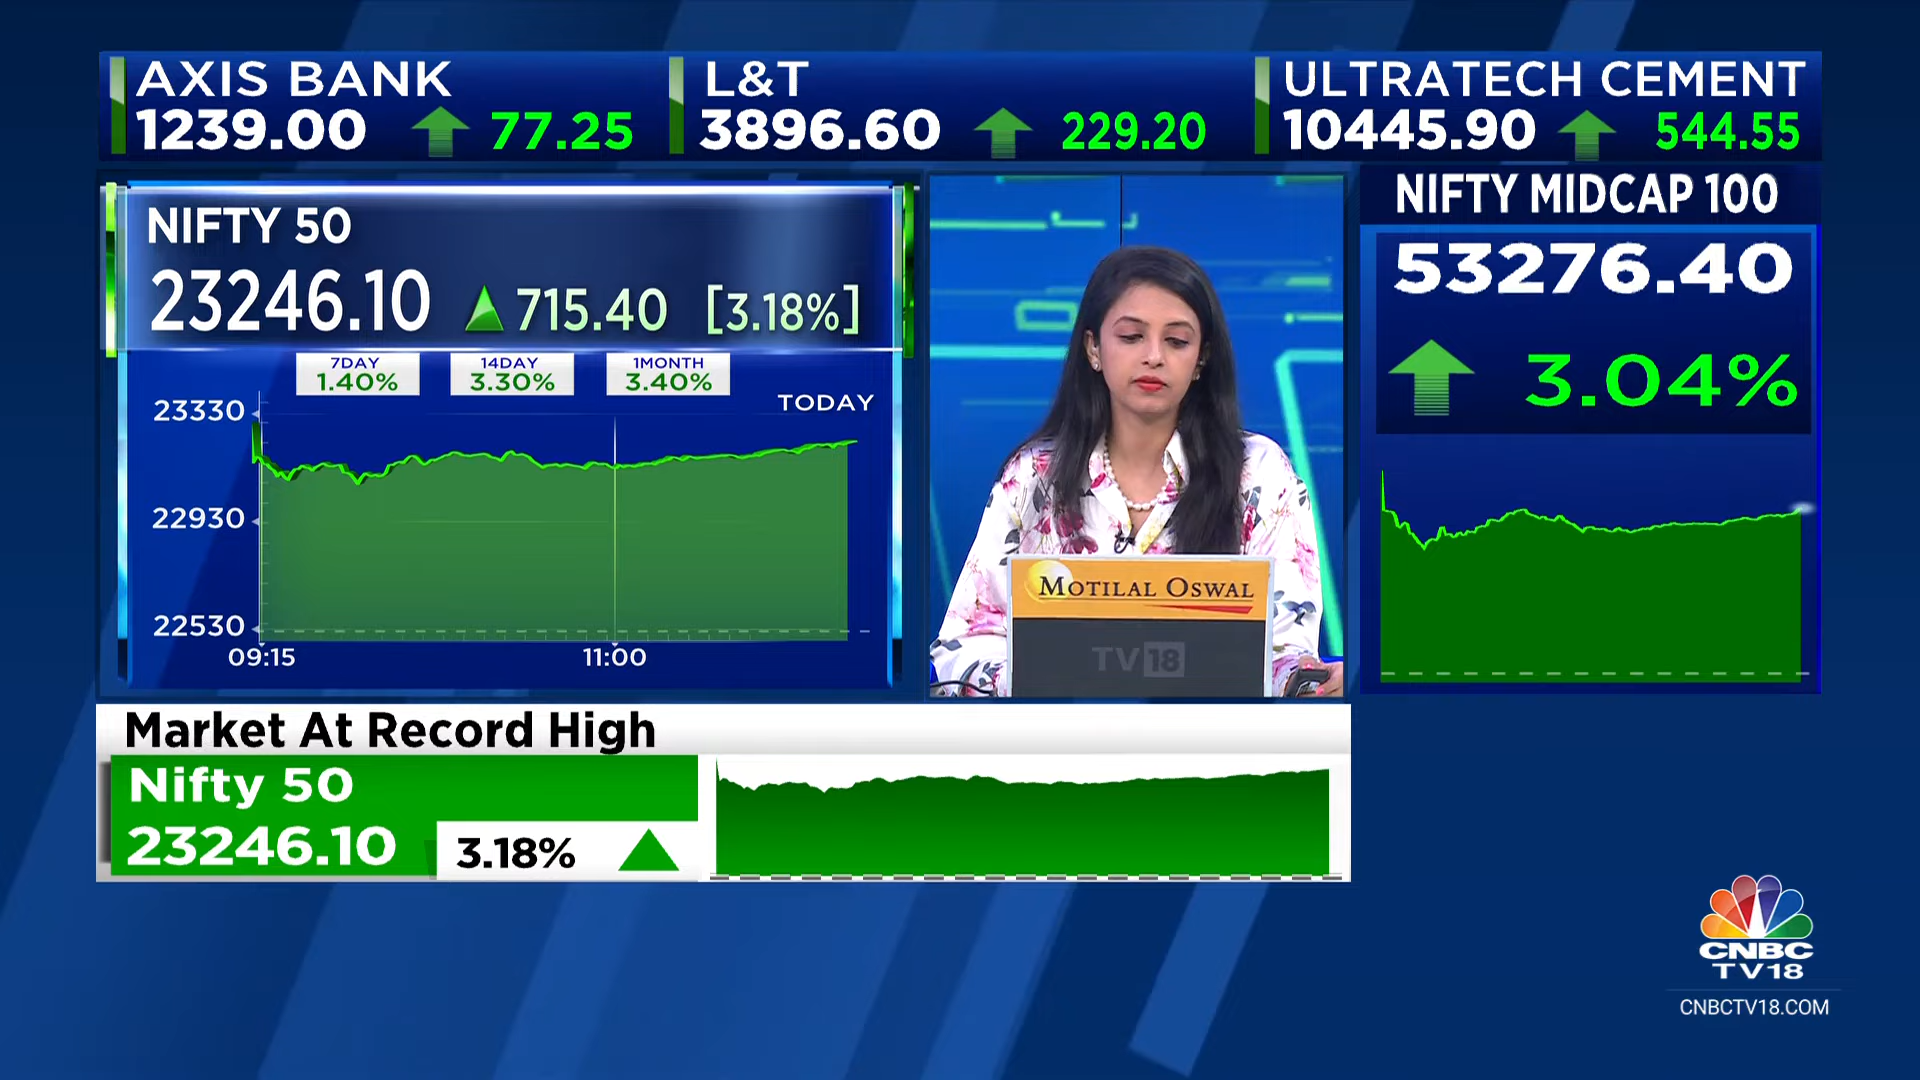 AXIS BANK
1239.00 77.25
L&T
3896.60 229.20
ULTRATECH CEMENT
10445.90 544.55
NIFTY 50
23246.10 715.40 [3.18%]
7DAY
1.40%
14DAY
3.30%
1MONTH
3.40%
TODAY
23330
22930
22530
09:15 11:00
MOTILAL OSWAL
TV18
NIFTY MIDCAP 100
53276.40
3.04%
Market At Record High
Nifty 50
23246.10 3.18%
CNBC
TV18
CNBCTV18.COM